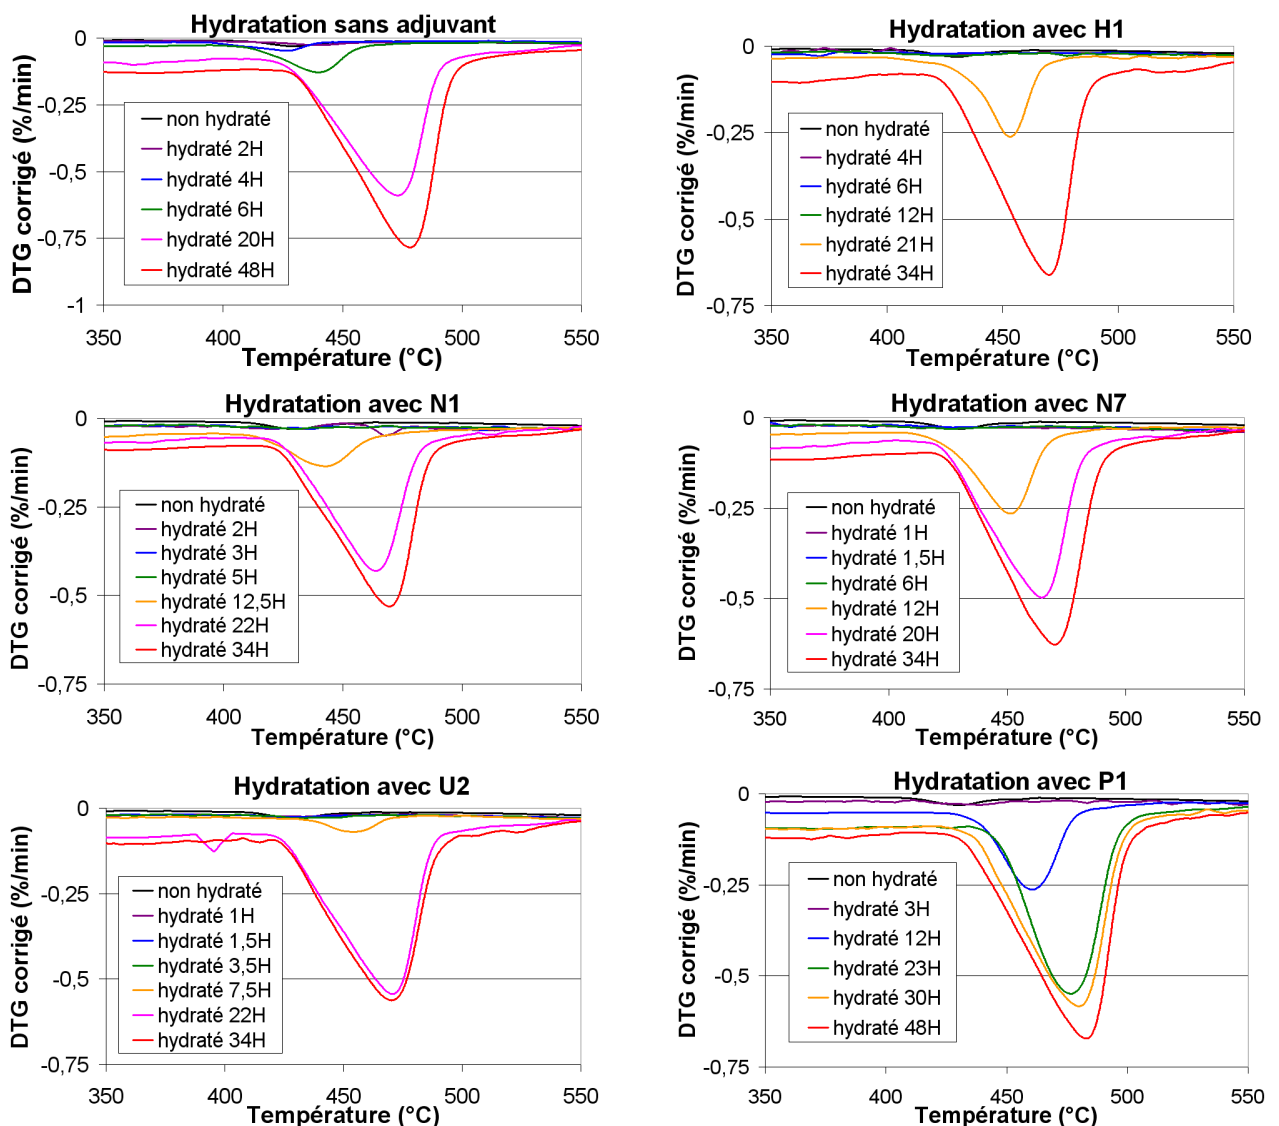 Hydratation sans adjuvant
0
-0,25
-0,5
-0,75
-1
DTG corrigé (%/min)
non hydraté
hydraté 2H
hydraté 4H
hydraté 6H
hydraté 20H
hydraté 48H
350
400
450
500
550
Température (°C)
Hydratation avec H1
0
-0,25
-0,5
-0,75
DTG corrigé (%/min)
non hydraté
hydraté 4H
hydraté 6H
hydraté 12H
hydraté 21H
hydraté 34H
350
400
450
500
550
Température (°C)
Hydratation avec N1
0
-0,25
-0,5
-0,75
DTG corrigé (%/min)
non hydraté
hydraté 2H
hydraté 3H
hydraté 5H
hydraté 12,5H
hydraté 22H
hydraté 34H
350
400
450
500
550
Température (°C)
Hydratation avec N7
0
-0,25
-0,5
-0,75
DTG corrigé (%/min)
non hydraté
hydraté 1H
hydraté 1,5H
hydraté 6H
hydraté 12H
hydraté 20H
hydraté 34H
350
400
450
500
550
Température (°C)
Hydratation avec U2
0
-0,25
-0,5
-0,75
DTG corrigé (%/min)
non hydraté
hydraté 1H
hydraté 1,5H
hydraté 3,5H
hydraté 7,5H
hydraté 22H
hydraté 34H
350
400
450
500
550
Température (°C)
Hydratation avec P1
0
-0,25
-0,5
-0,75
DTG corrigé (%/min)
non hydraté
hydraté 3H
hydraté 12H
hydraté 23H
hydraté 30H
hydraté 48H
350
400
450
500
550
Température (°C)